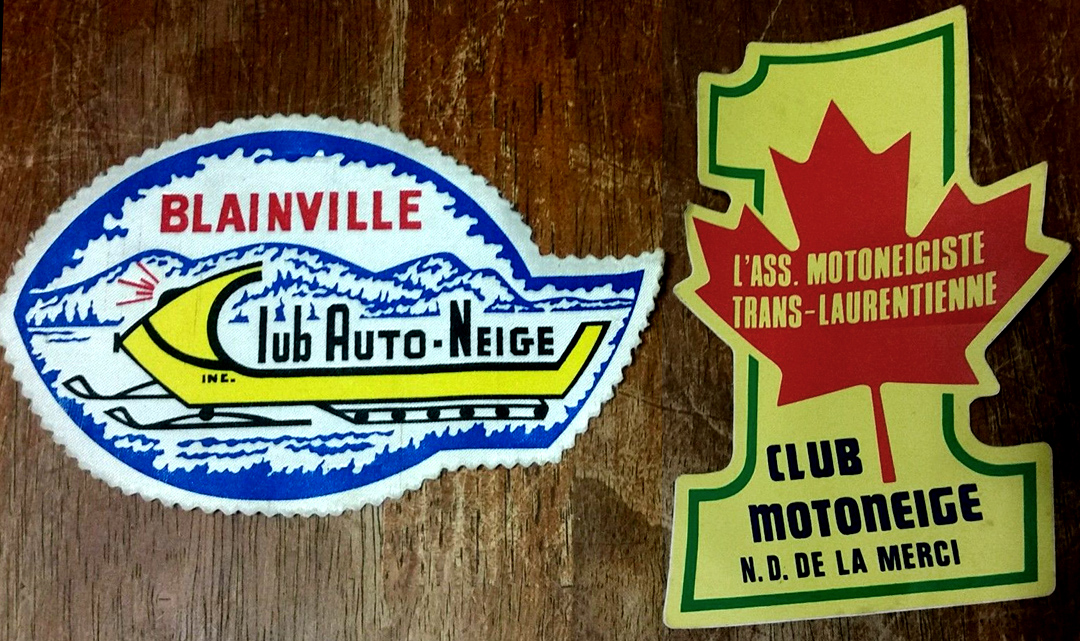 BLAINVILLE
Club AUTO-NEIGE
INC.
L'ASS. MOTONEIGISTE
TRANS-LAURENTIENNE
CLUB
MOTONEIGE
N.D. DE LA MERCI